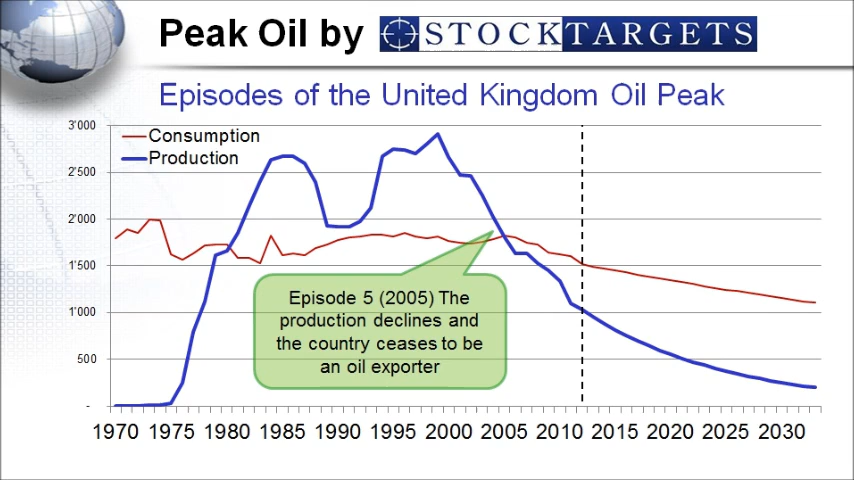 Peak Oil by STOCKTARGETS
Episodes of the United Kingdom Oil Peak
3'000
Consumption
Production
2'500
2'000
1'500
1'000
500
-
Episode 5 (2005) The
production declines and
the country ceases to be
an oil exporter
1970 1975 1980 1985 1990 1995 2000 2005 2010 2015 2020 2025 2030